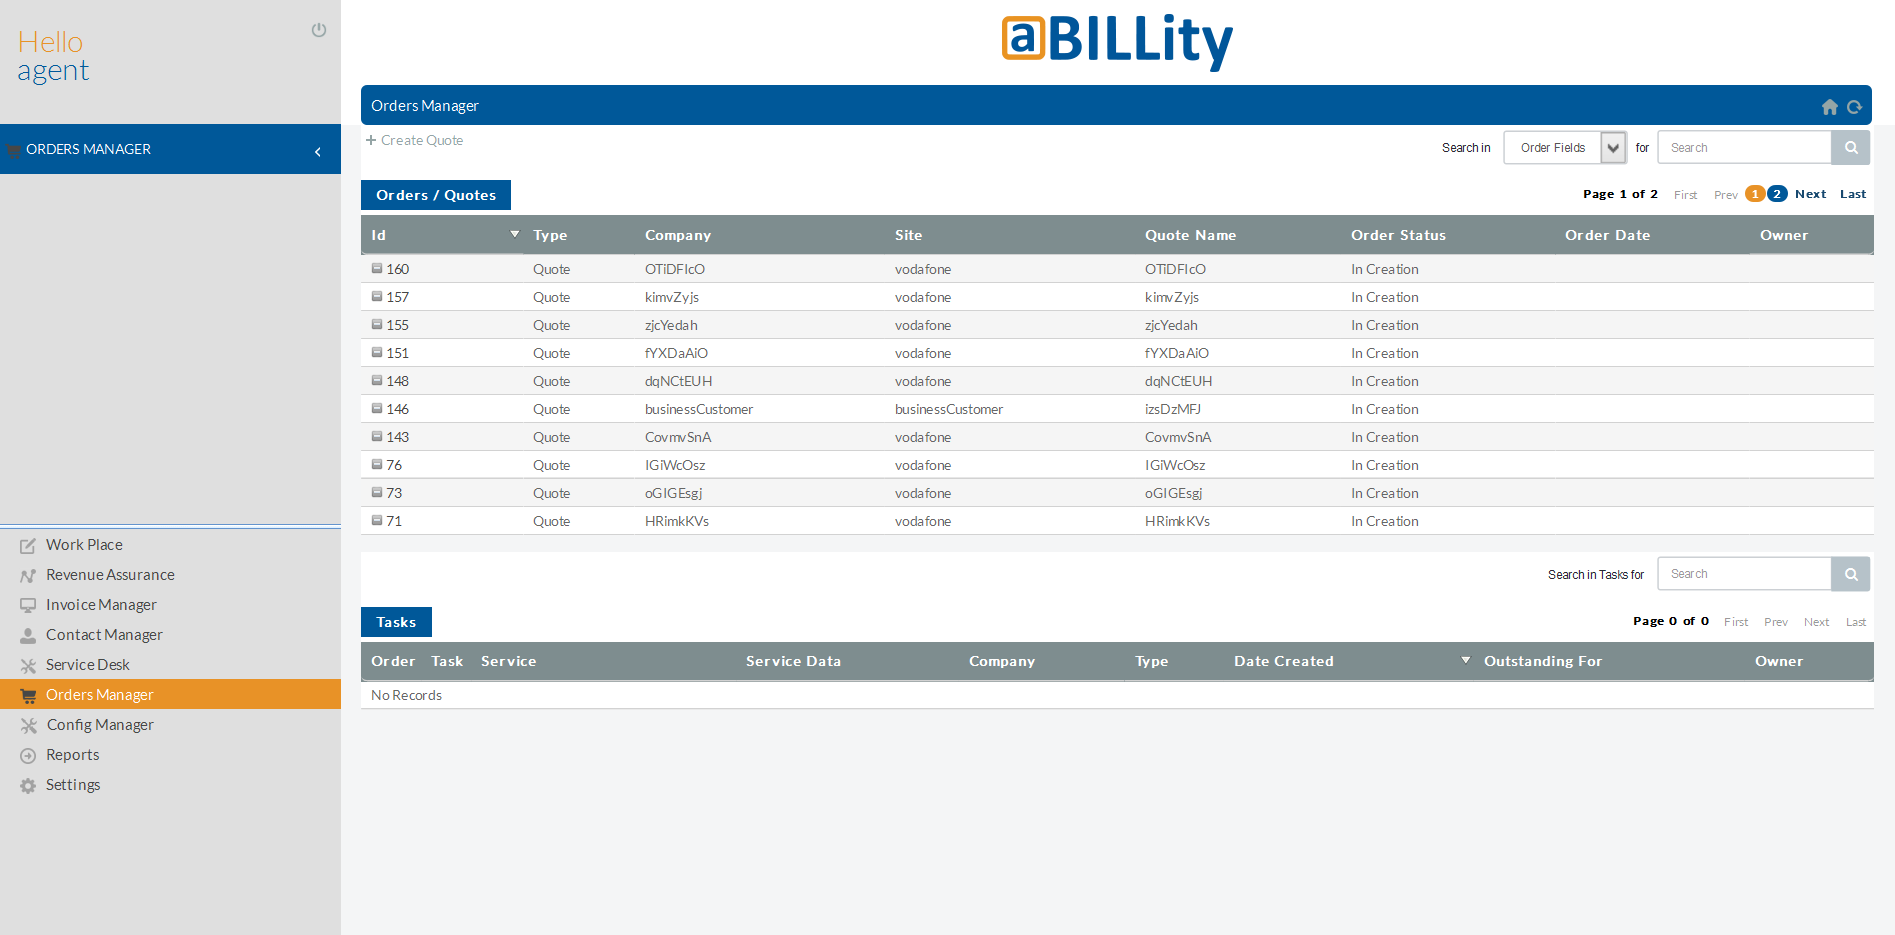 Hello
agent
ORDERS MANAGER
Work Place
Revenue Assurance
Invoice Manager
Contact Manager
Service Desk
Orders Manager
Config Manager
Reports
Settings
aBILLity
Orders Manager
+ Create Quote
Search in Order Fields for Search
Orders / Quotes
Page 1 of 2 First Prev 1 2 Next Last
Id Type Company Site Quote Name Order Status Order Date Owner
160 Quote OTiDFIcO vodafone OTiDFIcO In Creation
157 Quote kimvZyjs vodafone kimvZyjs In Creation
155 Quote zjcYedah vodafone zjcYedah In Creation
151 Quote fYXDaAiO vodafone fYXDaAiO In Creation
148 Quote dqNCtEUH vodafone dqNCtEUH In Creation
146 Quote businessCustomer businessCustomer izsDzMFJ In Creation
143 Quote CovmvSnA vodafone CovmvSnA In Creation
76 Quote IGiWcOsz vodafone IGiWcOsz In Creation
73 Quote oGIGEsgj vodafone oGIGEsgj In Creation
71 Quote HRimkKVs vodafone HRimkKVs In Creation
Search in Tasks for Search
Tasks
Page 0 of 0 First Prev Next Last
Order Task Service Service Data Company Type Date Created Outstanding For Owner
No Records